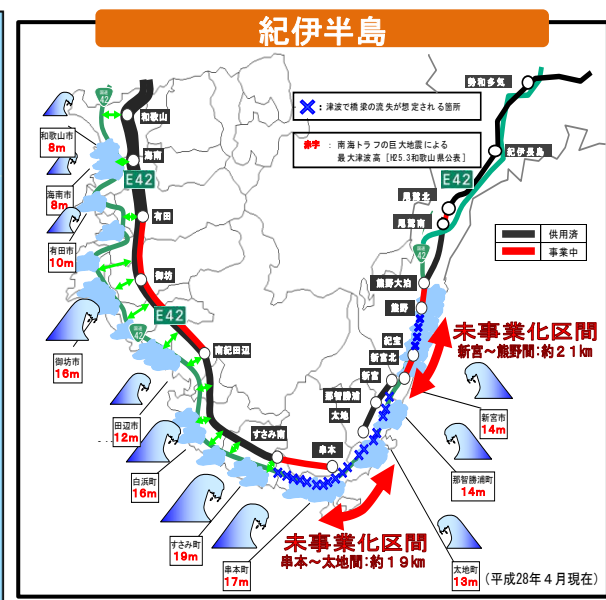 紀伊半島
国道
42
勢和多気
和歌山
✕：津波で橋梁の流失が想定される箇所
和歌山市
8m
海南
赤字 ： 南海トラフの巨大地震による
最大津波高 [H25.3和歌山県公表]
紀伊長島
E42
E42
海南市
8m
尾鷲北
尾鷲南
有田
供用済
事業中
有田市
10m
国道
42
御坊
熊野大泊
熊野
E42
国道
42
未事業化区間
新宮～熊野間:約21km
紀宝
新宮北
南紀田辺
御坊市
16m
新宮
那智勝浦
太地
新宮市
14m
田辺市
12m
すさみ南
串本
白浜町
16m
那智勝浦町
14m
すさみ町
19m
未事業化区間
串本～太地間:約19km
串本町
17m
太地町
13m
(平成28年4月現在)